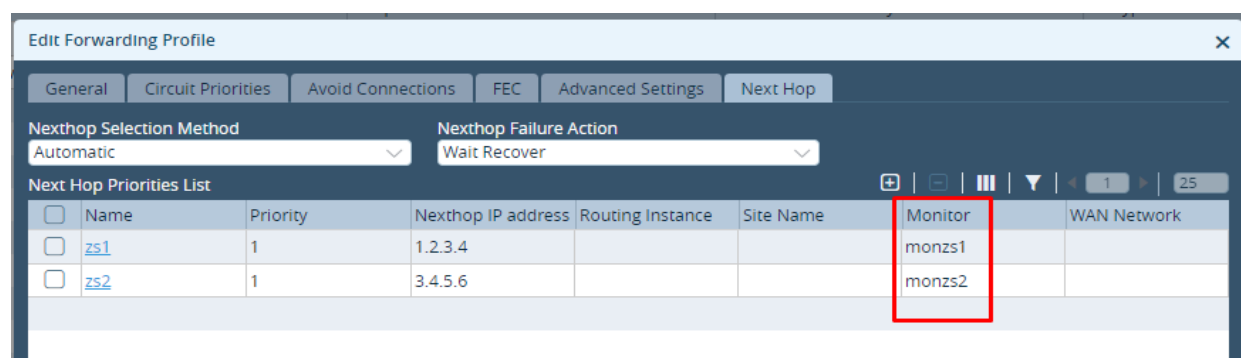 Edit Forwarding Profile
General Circuit Priorities Avoid Connections FEC Advanced Settings Next Hop
Nexthop Selection Method Nexthop Failure Action
Automatic Wait Recover
Next Hop Priorities List 1 25
Name Priority Nexthop IP address Routing Instance Site Name Monitor WAN Network
zs1 1 1.2.3.4 monzs1
zs2 1 3.4.5.6 monzs2